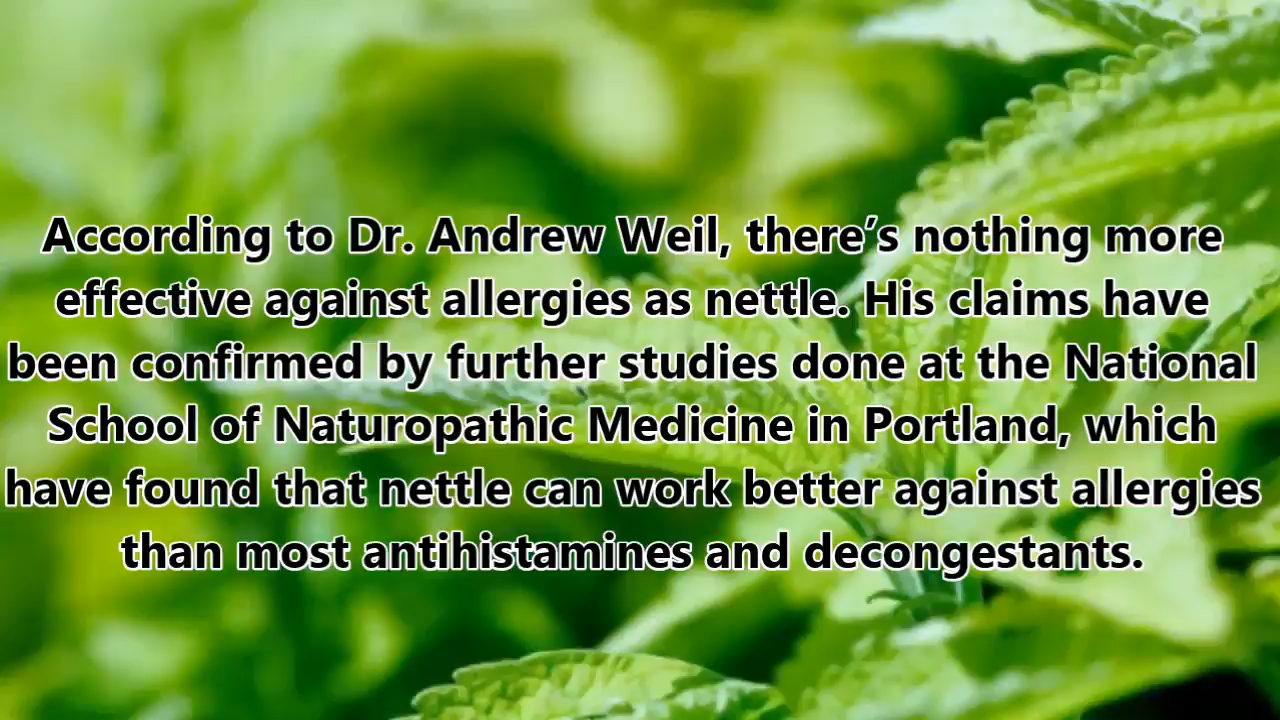 According to Dr. Andrew Weil, there’s nothing more
effective against allergies as nettle. His claims have
been confirmed by further studies done at the National
School of Naturopathic Medicine in Portland, which
have found that nettle can work better against allergies
than most antihistamines and decongestants.